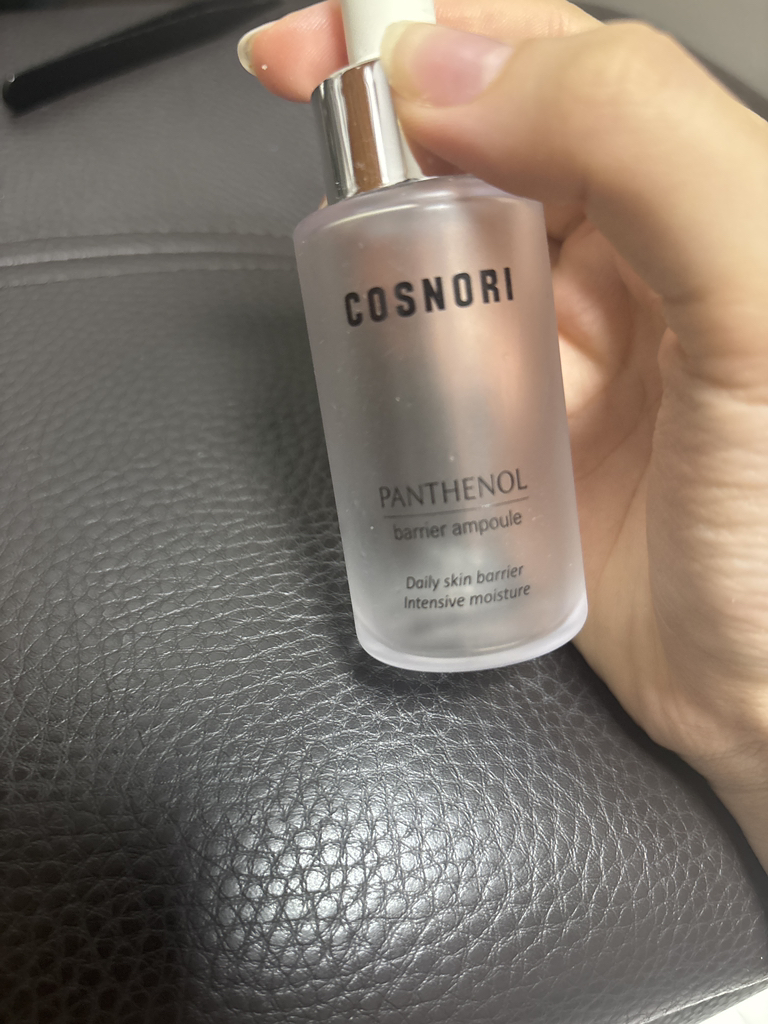 COSNORI
PANTHENOL
barrier ampoule
Daily skin barrier
Intensive moisture